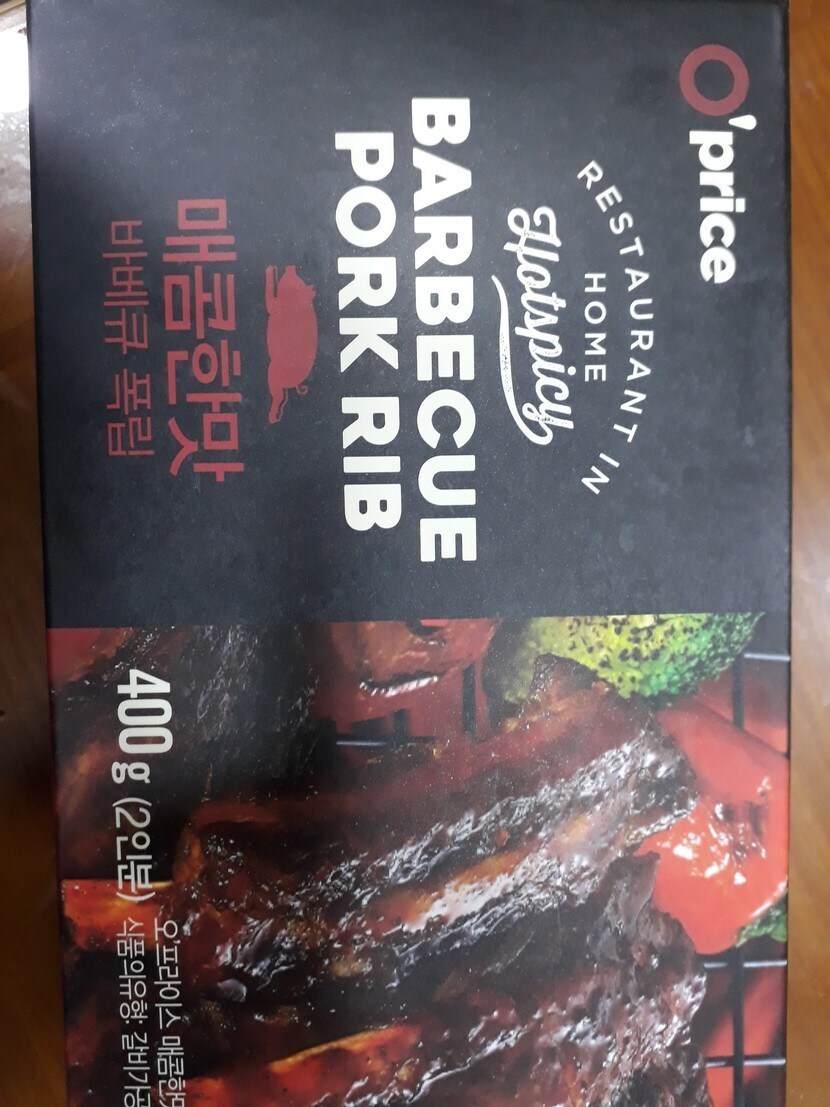 O'price
RESTAURANT IN
HOME
Hotspicy
BARBECUE
PORK RIB
매콤한맛
바베큐 폭립
400g (2인분)
오'프라이스 매콤한맛
식품의유형: 갈비가공